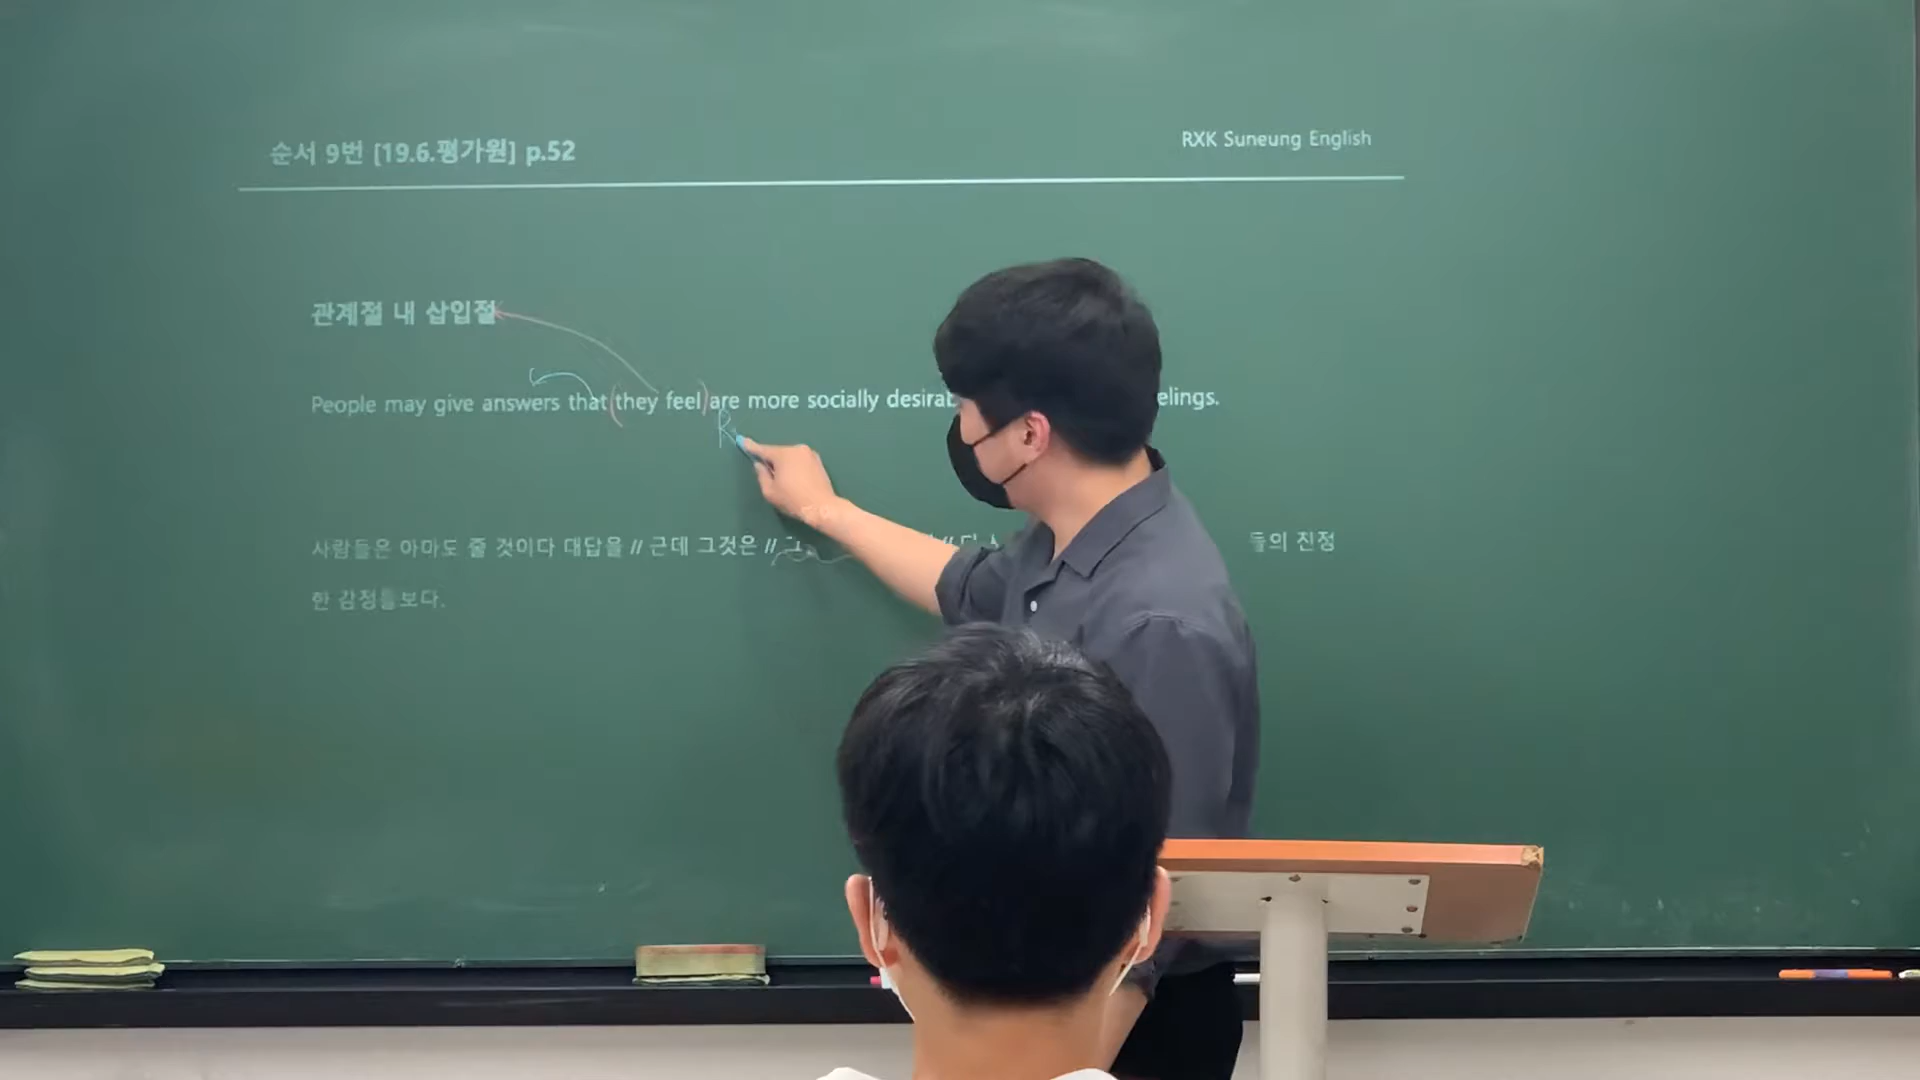 순서 9번 [19.6.평가원] p.52
RXK Suneung English
관계절 내 삽입절
People may give answers that (they feel) are more socially
사람들은 아마도 줄 것이다 대답을 // 근데 그것은 // 들의 진정
한 감정들보다.